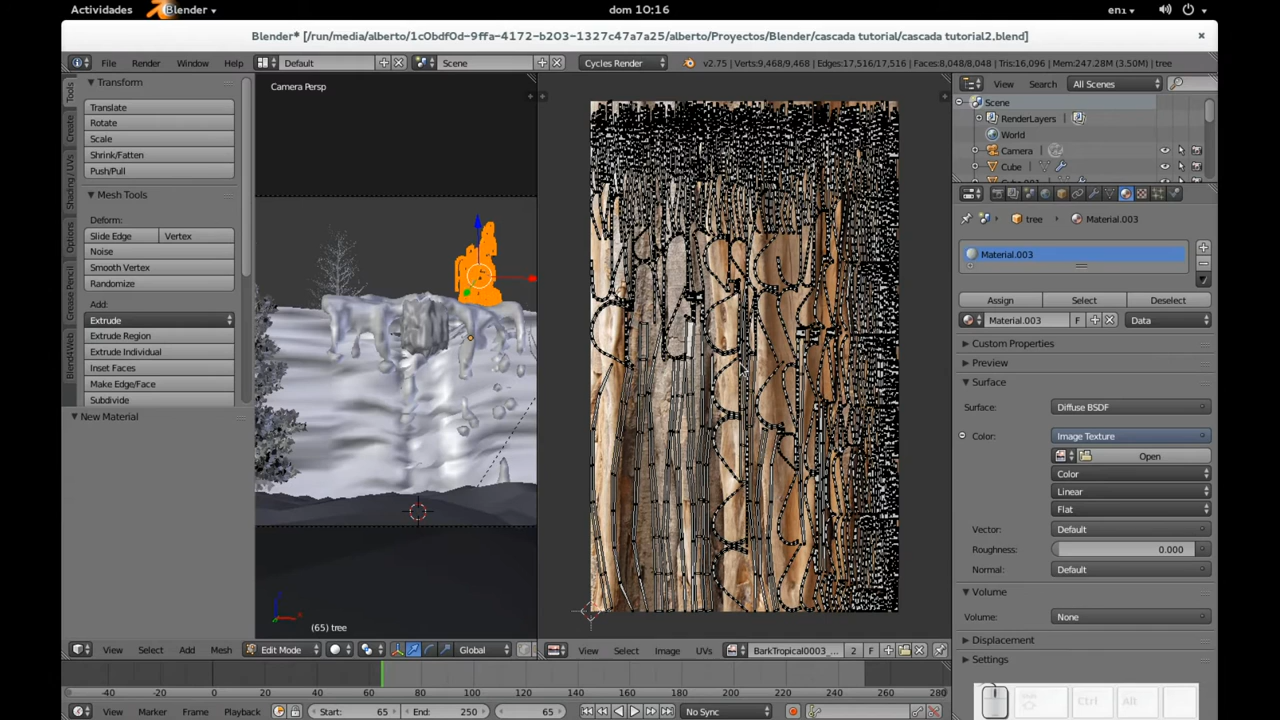 Actividades Blender dom 10:16 en1
Blender* [/run/media/alberto/1c0bdf0d-9ffa-4172-b203-1327c47a7a25/alberto/Proyectos/Blender/cascada tutorial/cascada tutorial2.blend]
File Render Window Help Default Scene Cycles Render v2.75 | Verts:9,468/9,468 | Edges:17,516/17,516 | Faces:8,048/8,048 | Tris:16,096 | Mem:247.28M (3.50M) | tree
Tools
Create
Shading / UVs
Options
Grease Pencil
Blend4Web
Transform
Translate
Rotate
Scale
Shrink/Fatten
Push/Pull
Mesh Tools
Deform:
Slide Edge Vertex
Noise
Smooth Vertex
Randomize
Add:
Extrude
Extrude Region
Extrude Individual
Inset Faces
Make Edge/Face
Subdivide
New Material
Camera Persp
(65) tree
View Select Add Mesh Edit Mode Global
View Select Image UVs BarkTropical0003_... 2 F
View Search All Scenes
Scene
RenderLayers
World
Camera
Cube
tree Material.003
Material.003
Assign Select Deselect
Material.003 F Data
Custom Properties
Preview
Surface
Surface: Diffuse BSDF
Color: Image Texture
Open
Color
Linear
Flat
Vector: Default
Roughness: 0.000
Normal: Default
Volume
Volume: None
Displacement
Settings
Ctrl Alt
-40 -20 0 20 40 60 80 100 120 140 160 180 200 220 240 260 280
View Marker Frame Playback Start: 65 End: 250 65 No Sync